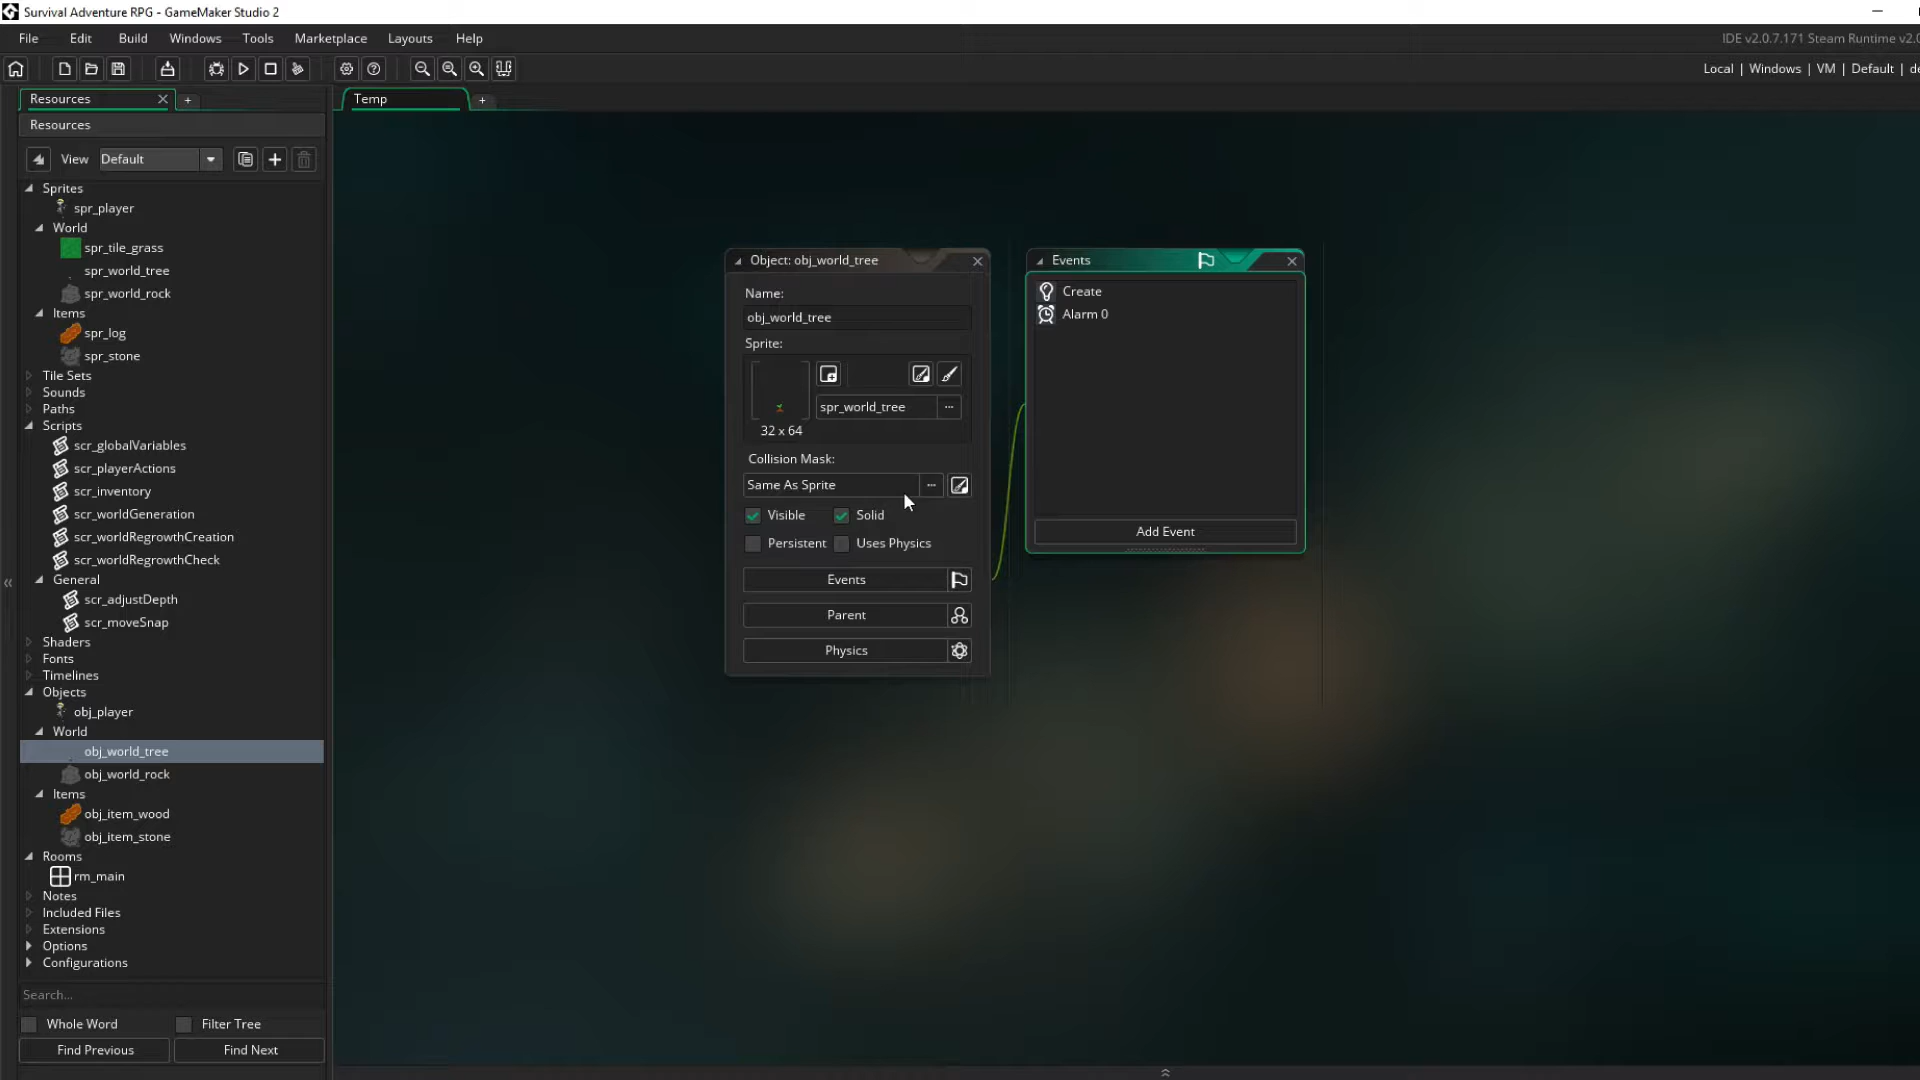 Survival Adventure RPG - GameMaker Studio 2
File Edit Build Windows Tools Marketplace Layouts Help
IDE v2.0.7.171 Steam Runtime v2.0
Local | Windows | VM | Default | de
Resources
Temp
Resources
View Default
Sprites
spr_player
World
spr_tile_grass
spr_world_tree
spr_world_rock
Items
spr_log
spr_stone
Tile Sets
Sounds
Paths
Scripts
scr_globalVariables
scr_playerActions
scr_inventory
scr_worldGeneration
scr_worldRegrowthCreation
scr_worldRegrowthCheck
General
scr_adjustDepth
scr_moveSnap
Shaders
Fonts
Timelines
Objects
obj_player
World
obj_world_tree
obj_world_rock
Items
obj_item_wood
obj_item_stone
Rooms
rm_main
Notes
Included Files
Extensions
Options
Configurations
Search...
Whole Word Filter Tree
Find Previous Find Next
Object: obj_world_tree
Name:
obj_world_tree
Sprite:
spr_world_tree
32 x 64
Collision Mask:
Same As Sprite
Visible Solid
Persistent Uses Physics
Events
Parent
Physics
Events
Create
Alarm 0
Add Event